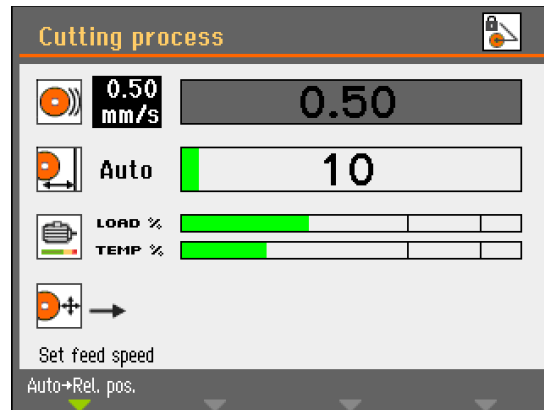 Cutting process
0.50
mm/s
0.50
Auto
10
LOAD %
TEMP %
Set feed speed
Auto→Rel. pos.